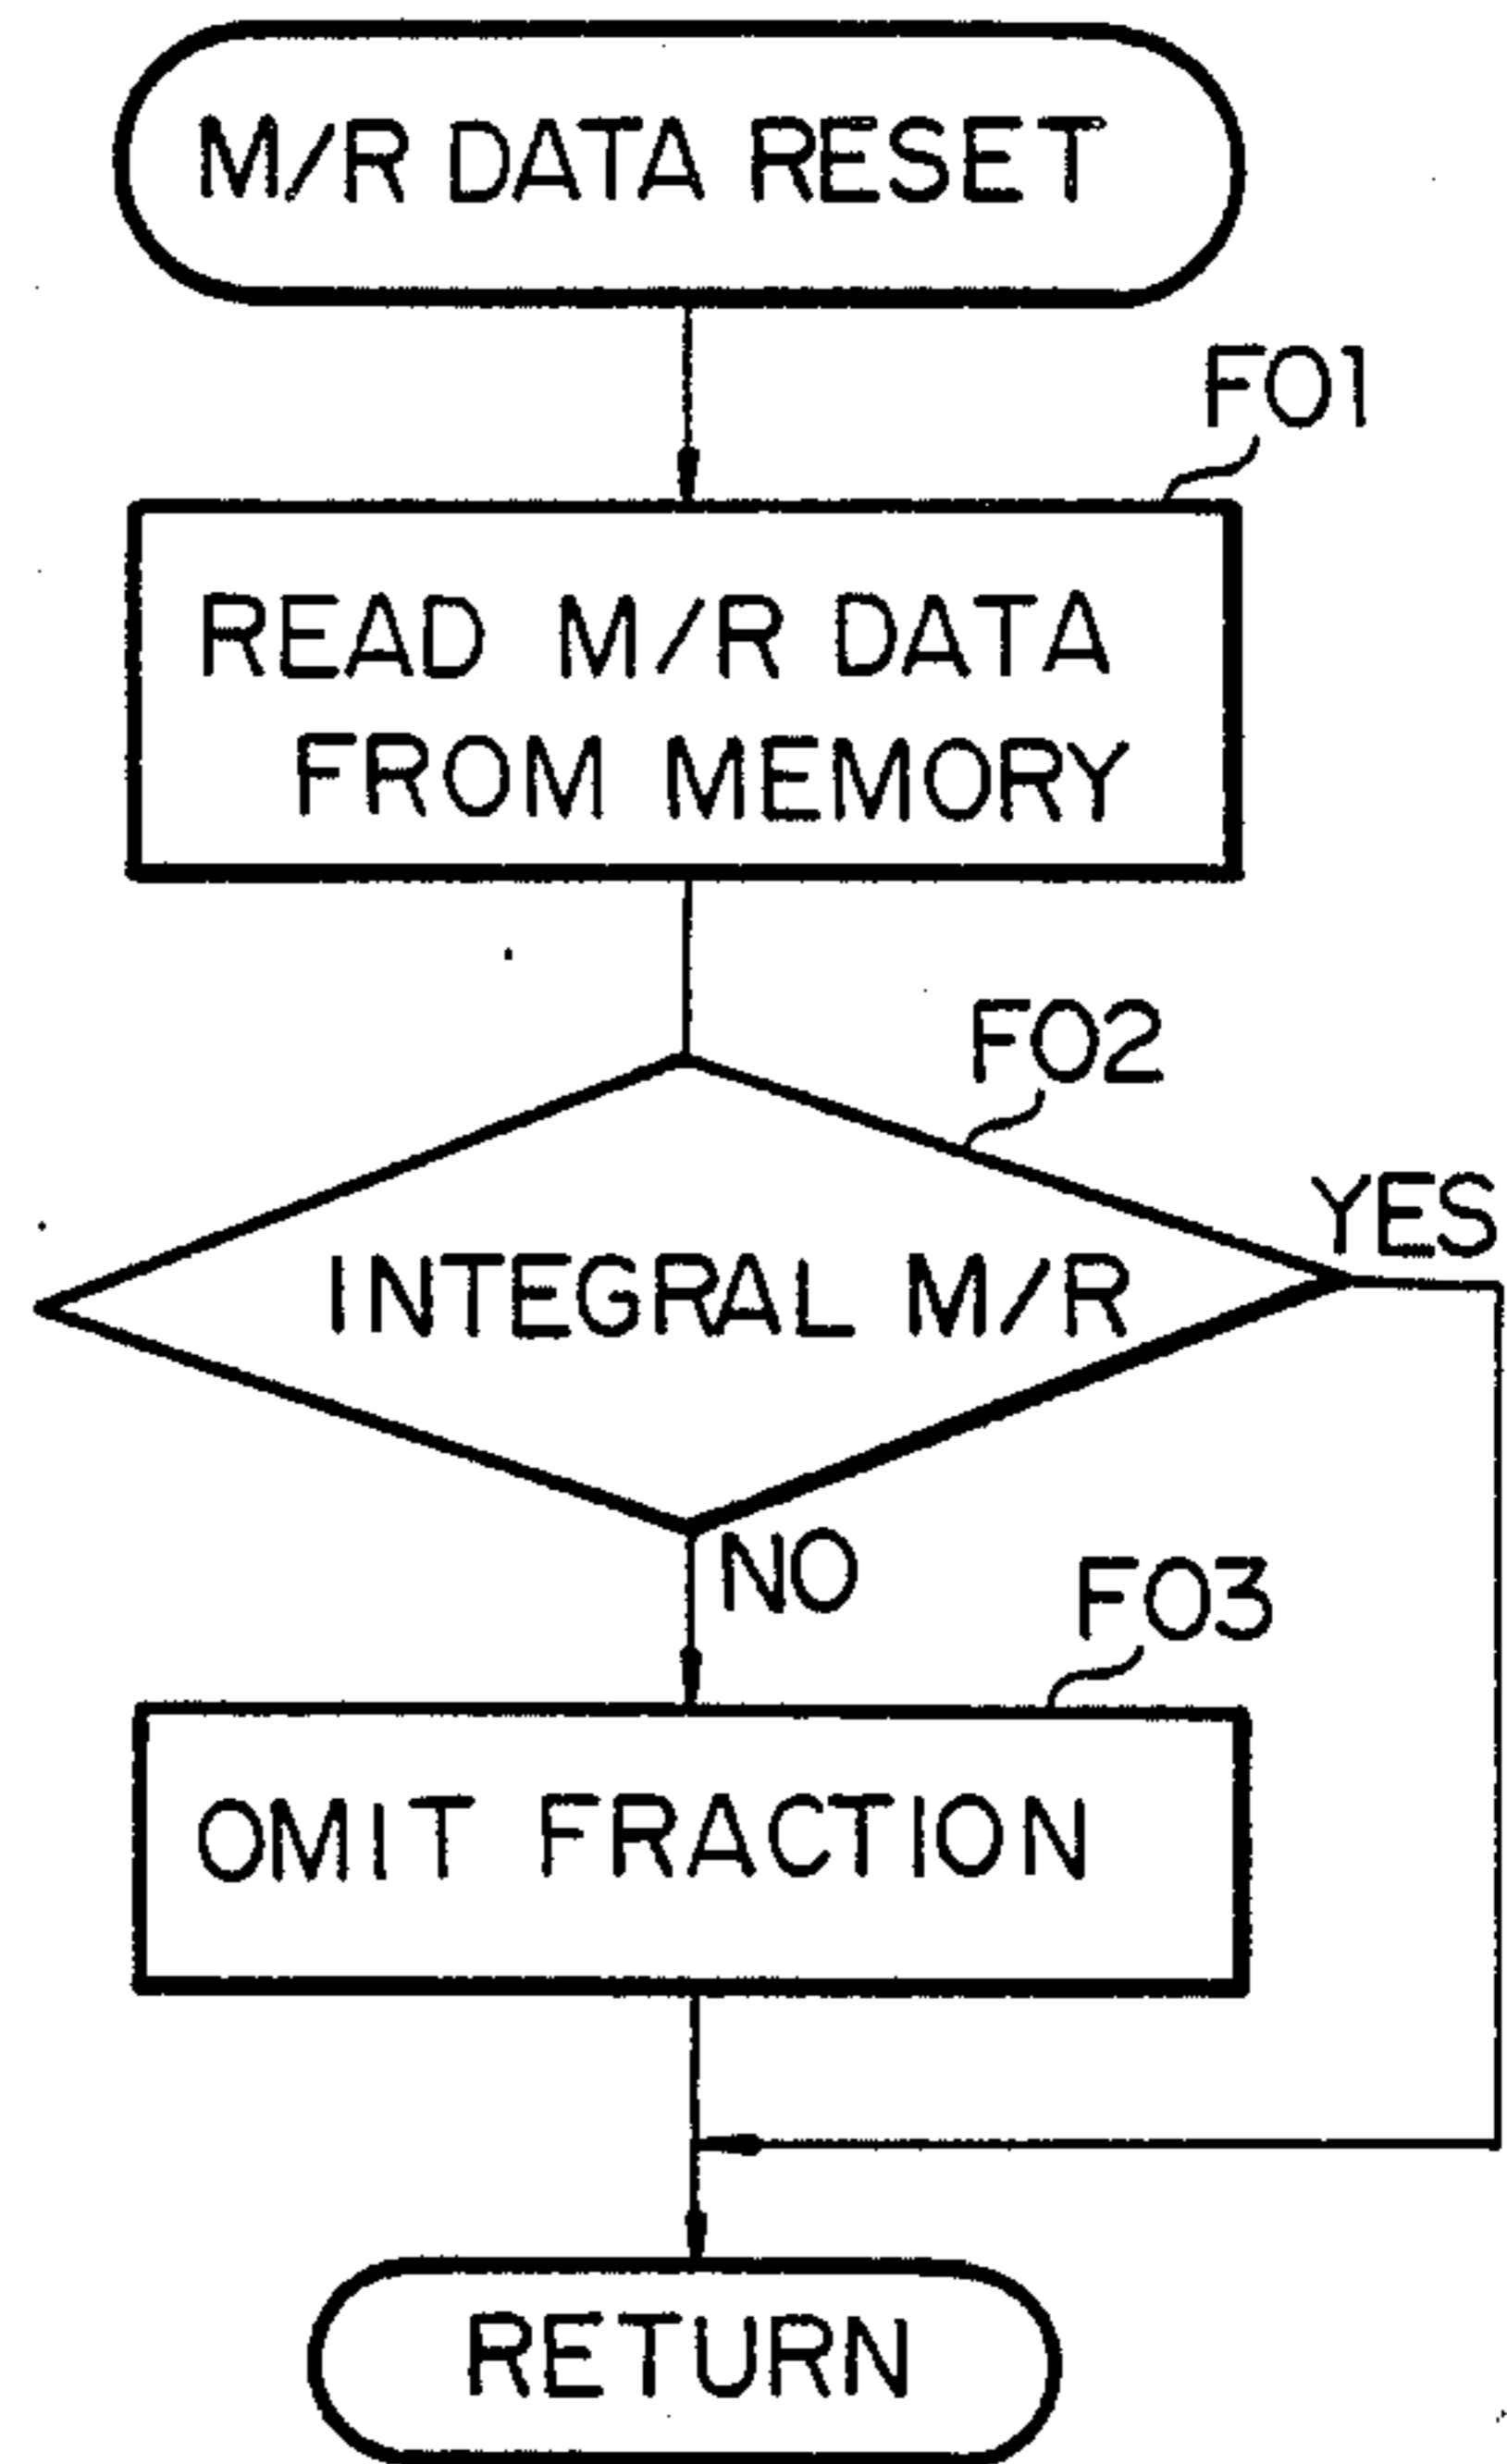 M/R DATA RESET
F01
READ M/R DATA
FROM MEMORY
F02
YES
INTEGRAL M/R
NO
F03
OMIT FRACTION
RETURN